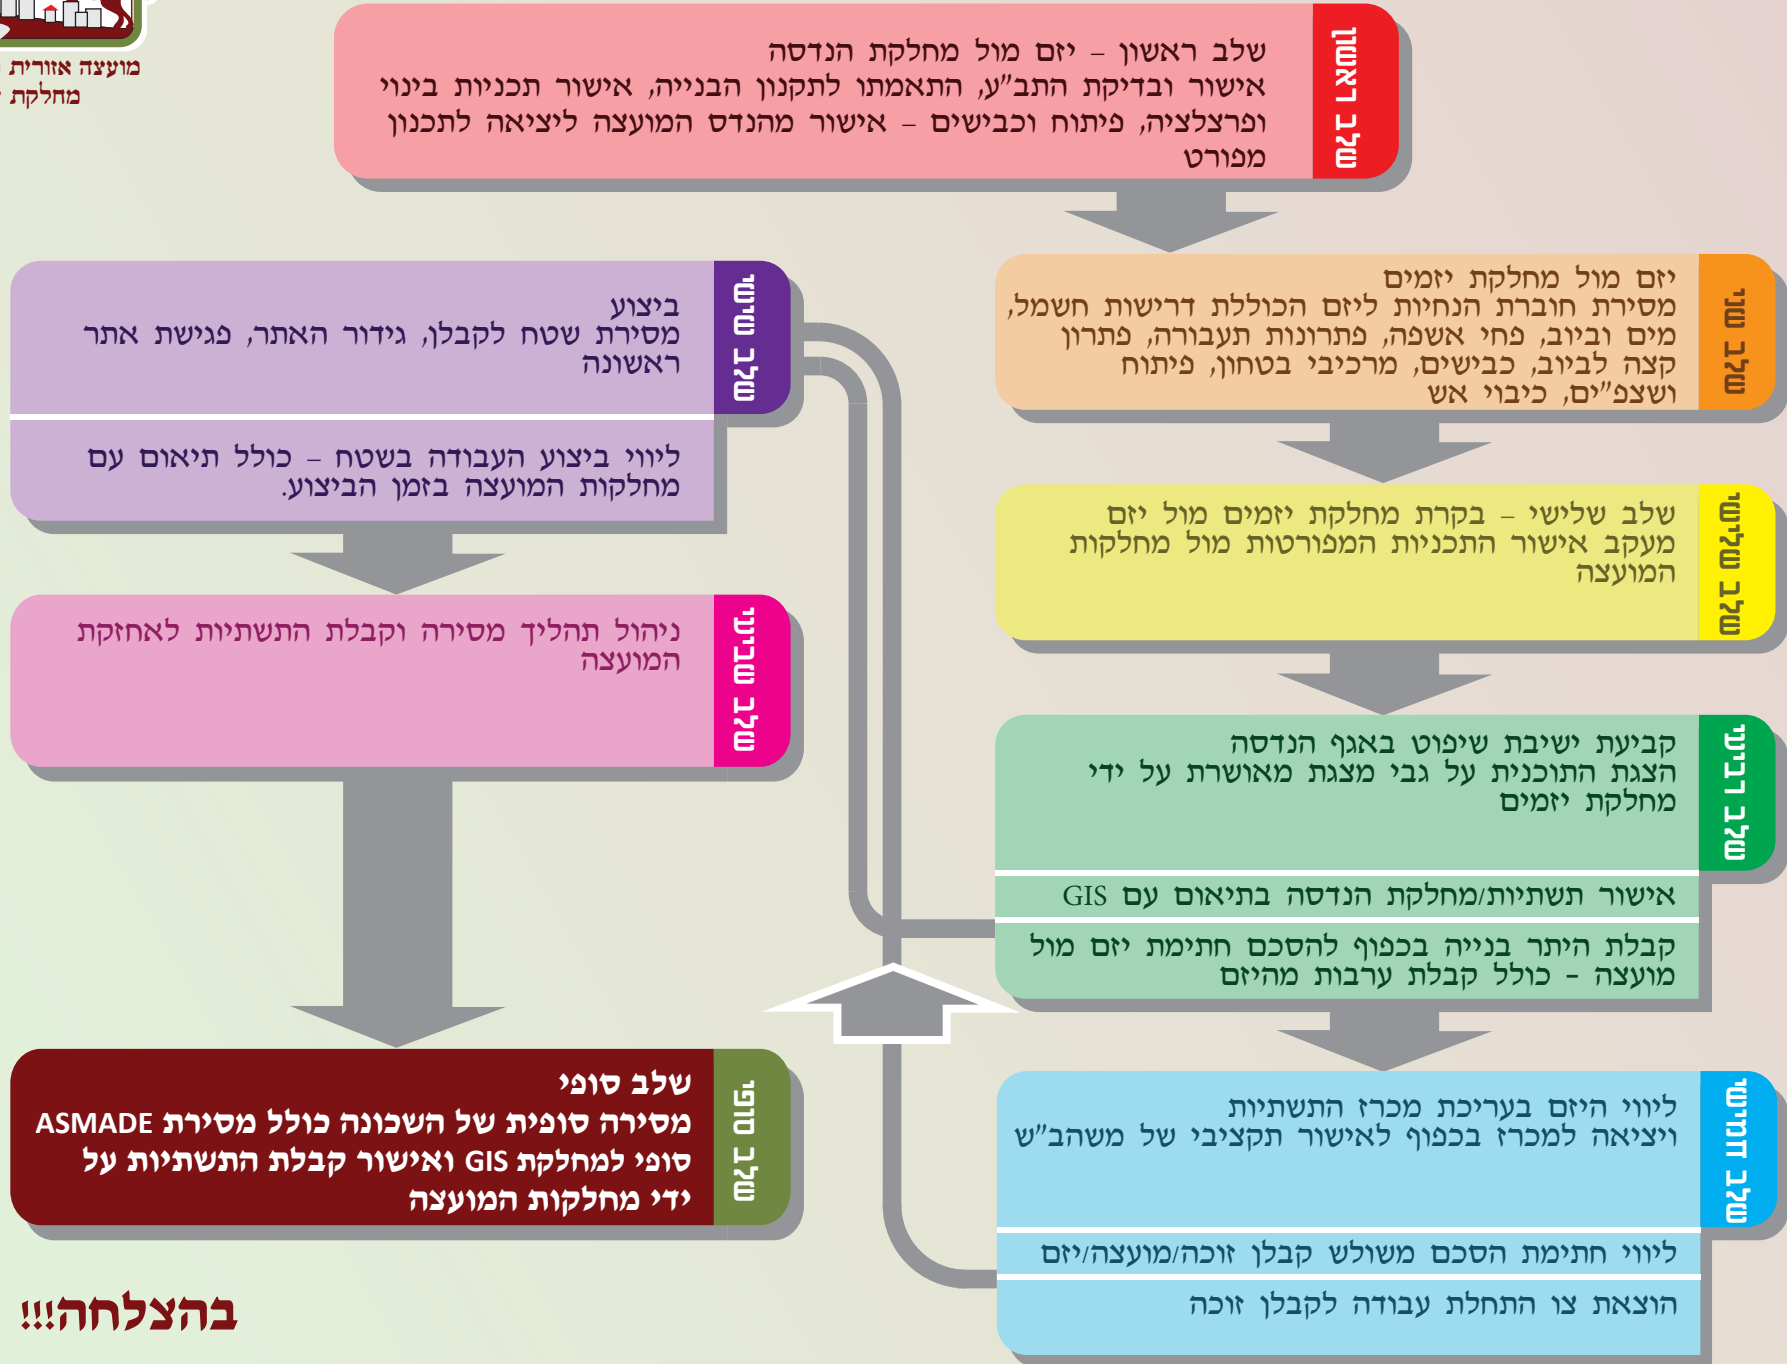 מועצה אזורית
מחלקת
שלב ראשון
שלב ראשון – יזם מול מחלקת הנדסה
אישור ובדיקת התב"ע, התאמתו לתקנון הבנייה, אישור תכניות בינוי
ופרצלציה, פיתוח וכבישים – אישור מהנדס המועצה ליציאה לתכנון
מפורט
שלב שני
יזם מול מחלקת יזמים
מסירת חוברת הנחיות ליזם הכוללת דרישות חשמל,
מים וביוב, פחי אשפה, פתרונות תעבורה, פתרון
קצה לביוב, כבישים, מרכיבי בטחון, פיתוח
ושצפ"ים, כיבוי אש
שלב שלישי
שלב שלישי – בקרת מחלקת יזמים מול יזם
מעקב אישור התכניות המפורטות מול מחלקות
המועצה
שלב רביעי
קביעת ישיבת שיפוט באגף הנדסה
הצגת התוכנית על גבי מצגת מאושרת על ידי
מחלקת יזמים
אישור תשתיות/מחלקת הנדסה בתיאום עם GIS
קבלת היתר בנייה בכפוף להסכם חתימת יזם מול
מועצה - כולל קבלת ערבות מהיזם
שלב חמישי
ליווי היזם בעריכת מכרז התשתיות
ויציאה למכרז בכפוף לאישור תקציבי של משהב"ש
ליווי חתימת הסכם משולש קבלן זוכה/מועצה/יזם
הוצאת צו התחלת עבודה לקבלן זוכה
שלב שישי
ביצוע
מסירת שטח לקבלן, גידור האתר, פגישת אתר
ראשונה
ליווי ביצוע העבודה בשטח – כולל תיאום עם
מחלקות המועצה בזמן הביצוע.
שלב שביעי
ניהול תהליך מסירה וקבלת התשתיות לאחזקת
המועצה
שלב סופי
שלב סופי
מסירה סופית של השכונה כולל מסירת ASMADE
סופי למחלקת GIS ואישור קבלת התשתיות על
ידי מחלקות המועצה
בהצלחה!!!